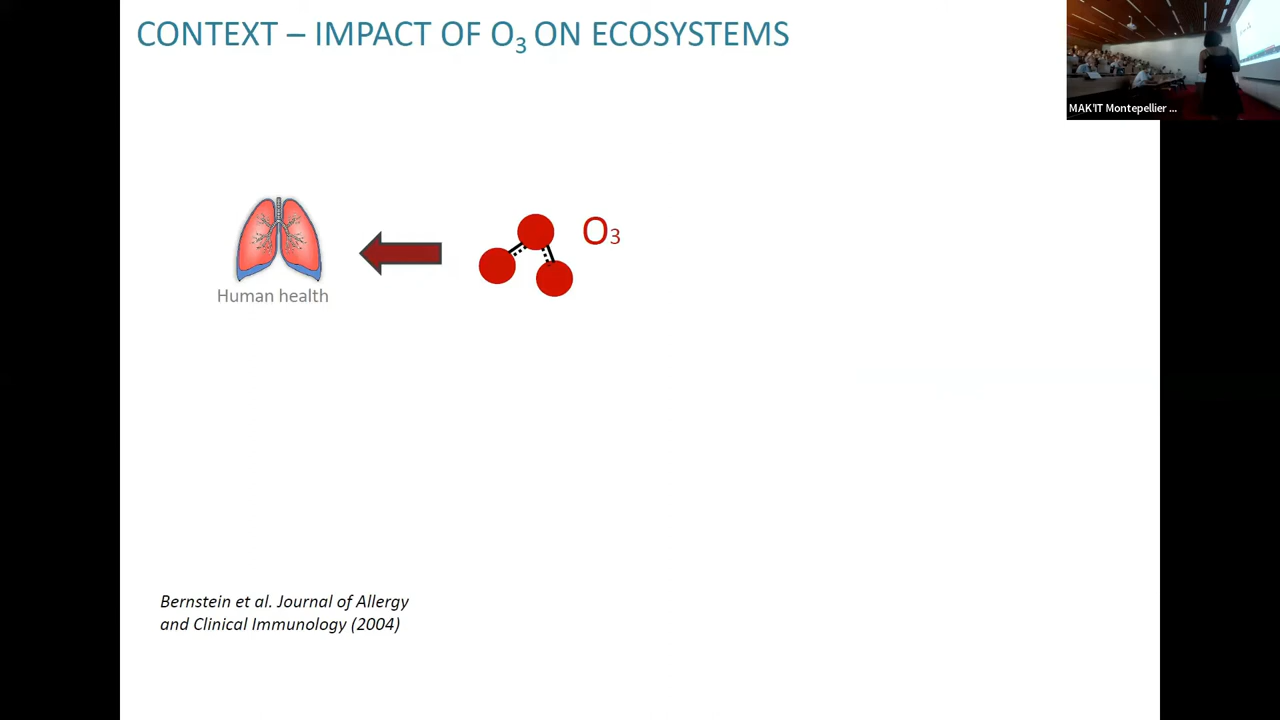 CONTEXT – IMPACT OF O₃ ON ECOSYSTEMS
MAK'IT Montepellier ...
O₃
Human health
Bernstein et al. Journal of Allergy
and Clinical Immunology (2004)